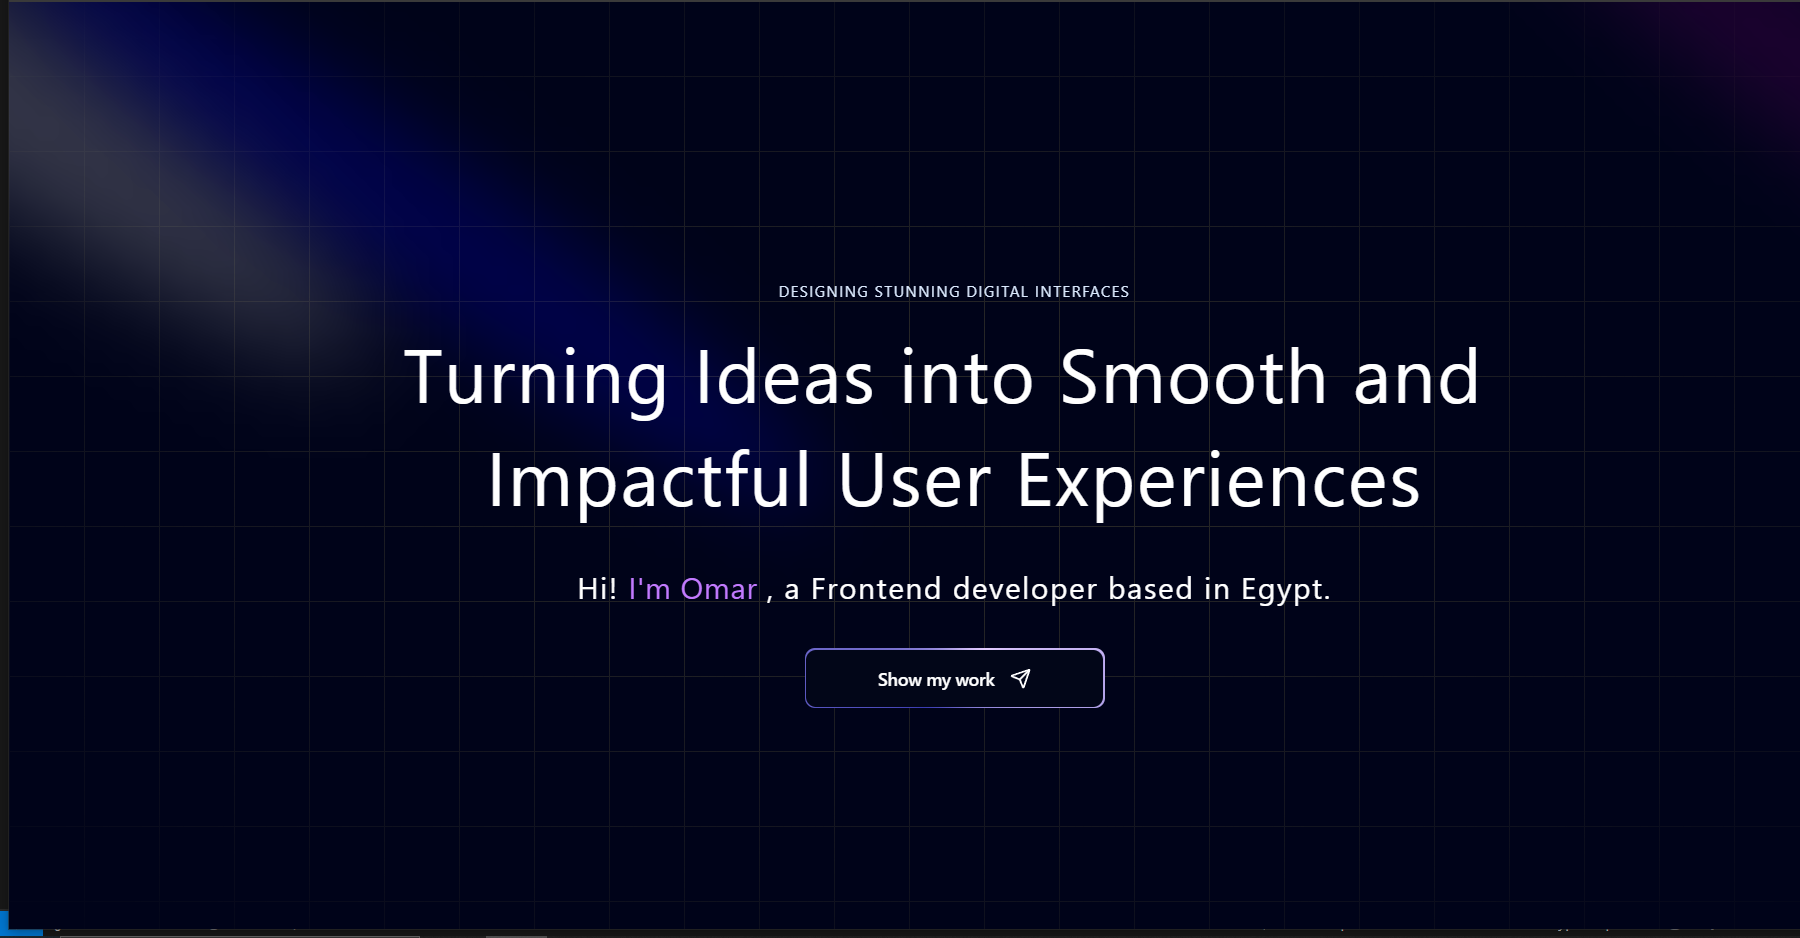 DESIGNING STUNNING DIGITAL INTERFACES
Turning Ideas into Smooth and
Impactful User Experiences
Hi! I'm Omar , a Frontend developer based in Egypt.
Show my work